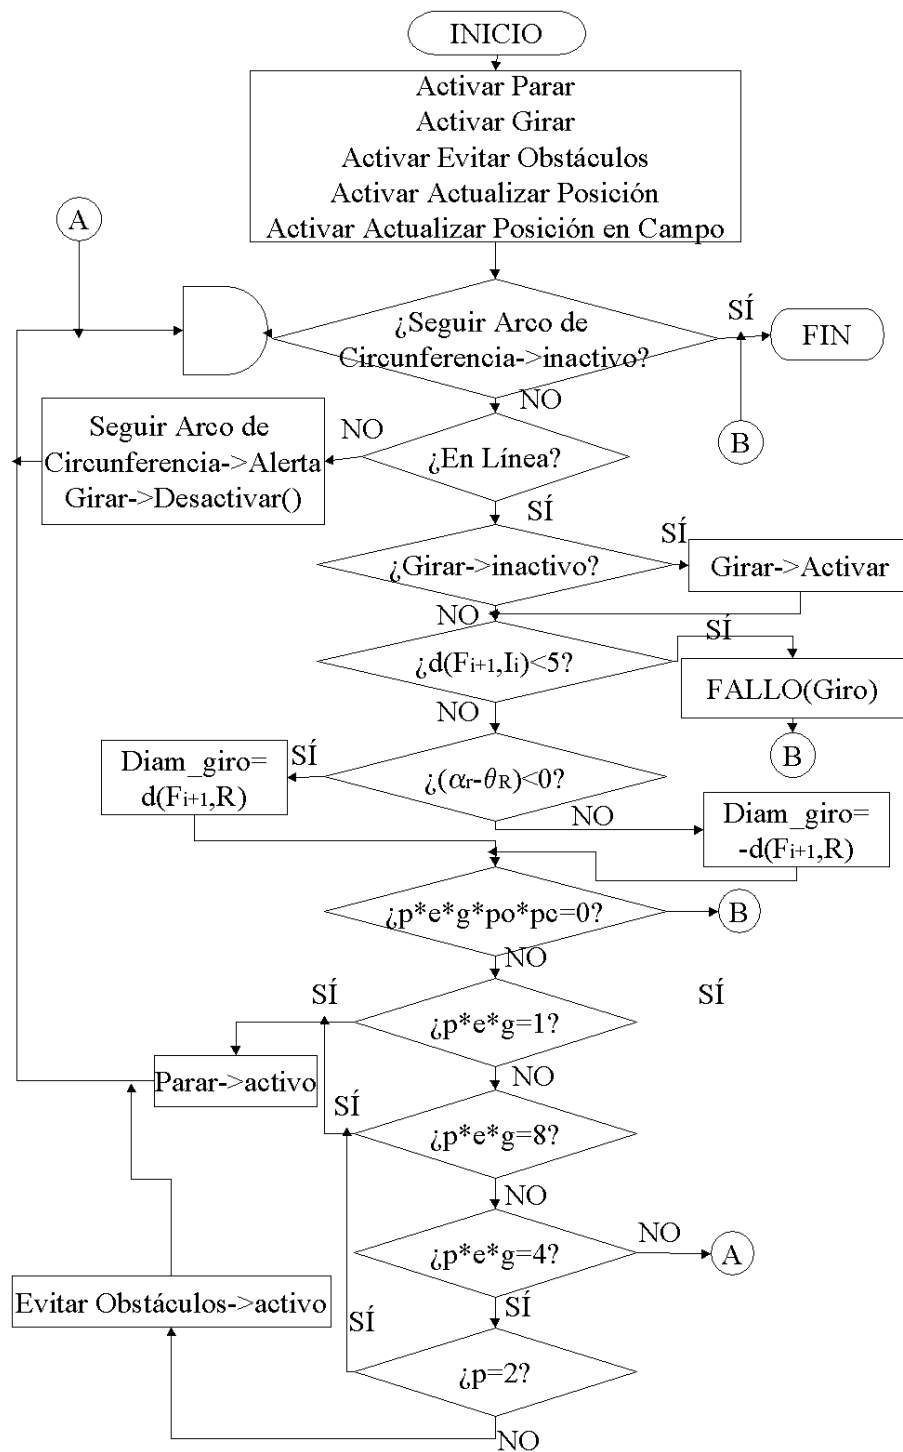 INICIO
Activar Parar
Activar Girar
Activar Evitar Obstáculos
Activar Actualizar Posición
Activar Actualizar Posición en Campo
A
¿Seguir Arco de
Circunferencia->inactivo?
SÍ
FIN
NO
B
Seguir Arco de
Circunferencia->Alerta
Girar->Desactivar()
NO
¿En Línea?
SÍ
¿Girar->inactivo?
SÍ
Girar->Activar
NO
¿d(Fi+1,Ii)<5?
SÍ
FALLO(Giro)
NO
B
Diam_giro=
d(Fi+1,R)
SÍ
¿(αr-θR)<0?
NO
Diam_giro=
-d(Fi+1,R)
¿p*e*g*po*pc=0?
B
NO
SÍ
SÍ
¿p*e*g=1?
Parar->activo
NO
SÍ
¿p*e*g=8?
NO
¿p*e*g=4?
NO
A
Evitar Obstáculos->activo
SÍ
SÍ
¿p=2?
NO